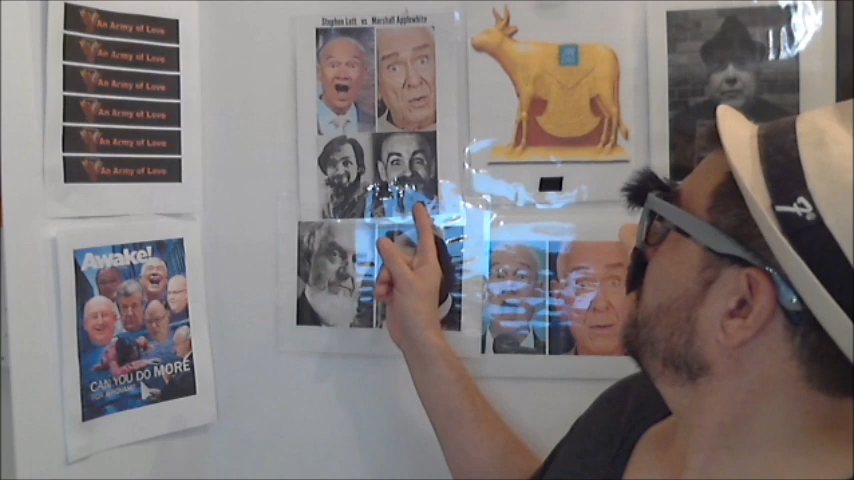 An Army of Love
An Army of Love
An Army of Love
An Army of Love
An Army of Love
An Army of Love
Stephen Lett vs. Marshall Applewhite
Awake!
CAN YOU DO MORE